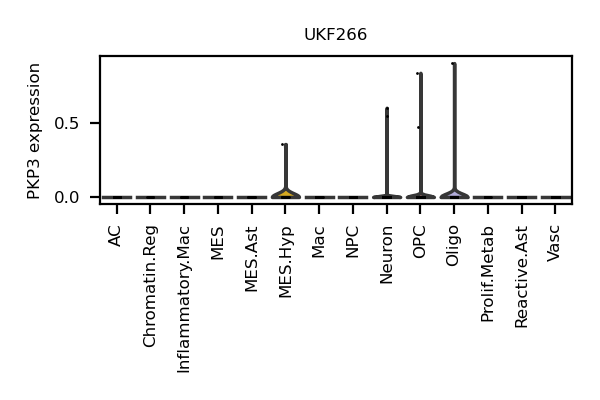 UKF266
PKP3 expression
0.5
0.0
AC
Chromatin.Reg
Inflammatory.Mac
MES
MES.Ast
MES.Hyp
Mac
NPC
Neuron
OPC
Oligo
Prolif.Metab
Reactive.Ast
Vasc